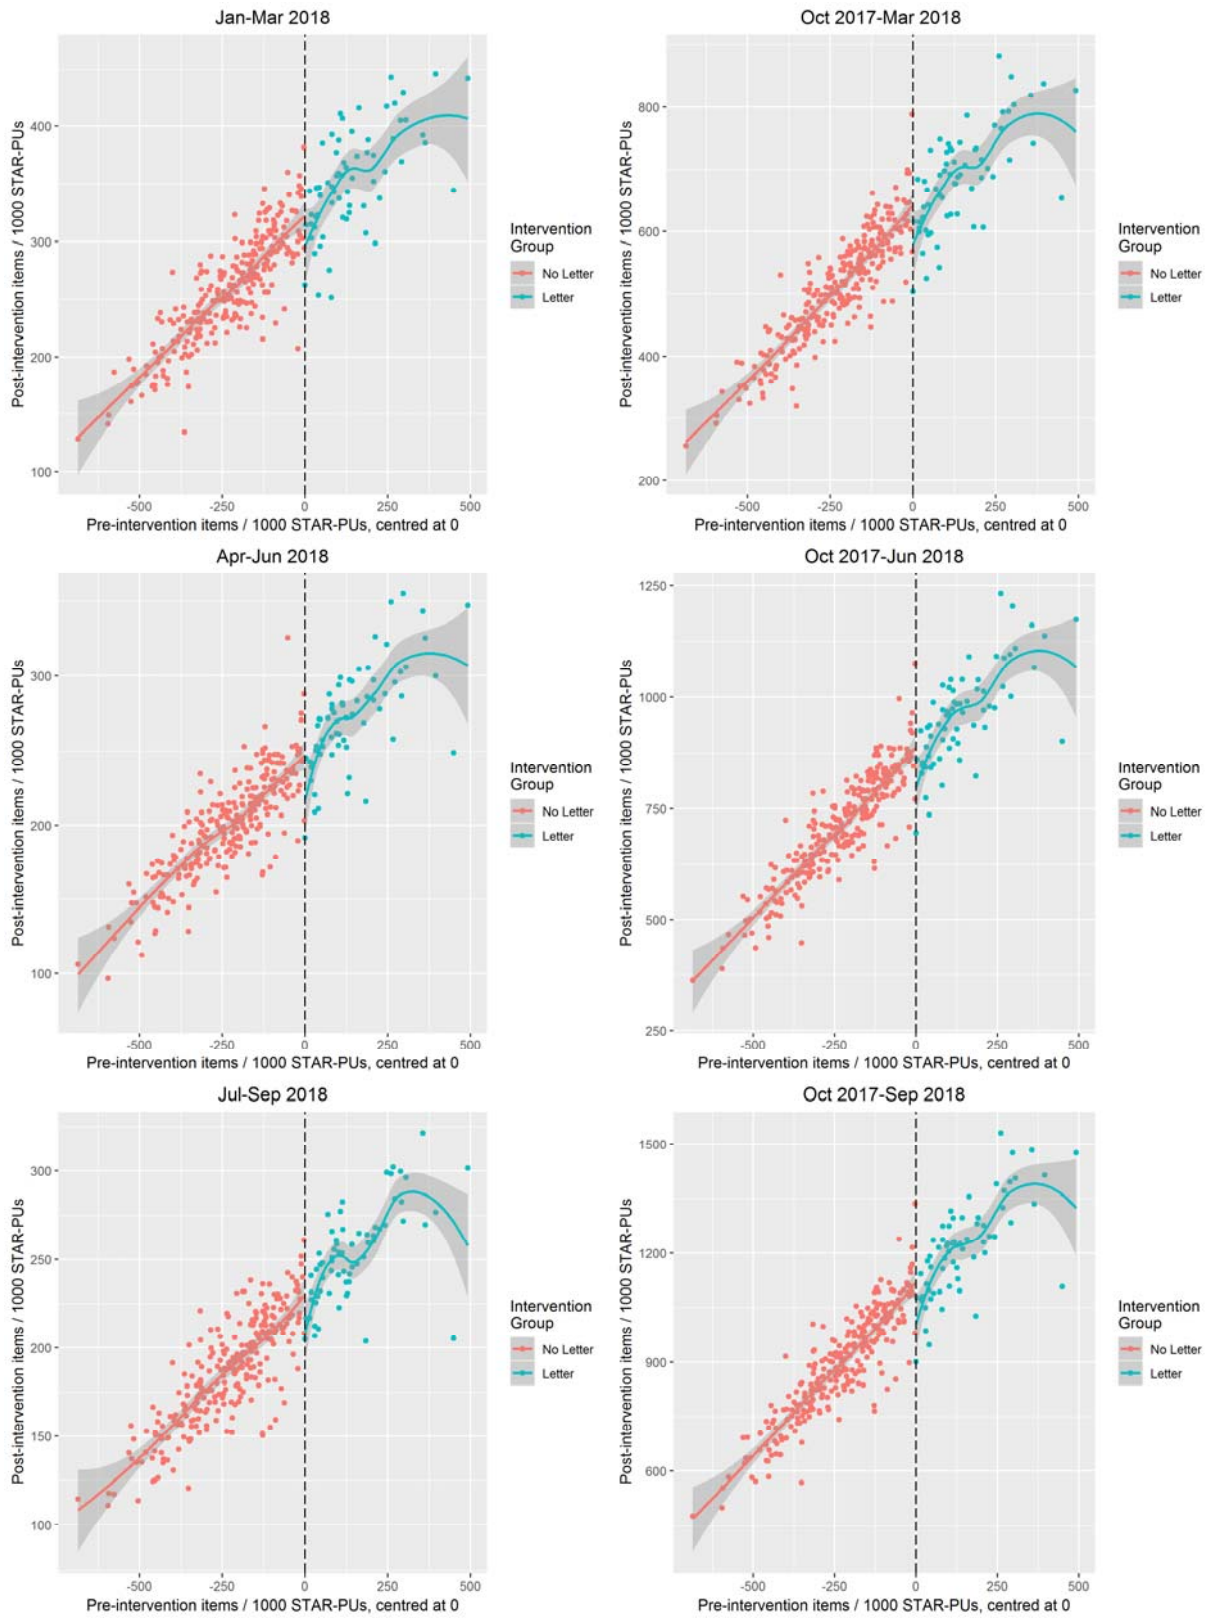 Jan-Mar 2018
Post-intervention items / 1000 STAR-PUs
400
300
200
100
-500 -250 0 250 500
Pre-intervention items / 1000 STAR-PUs, centred at 0
Intervention
Group
No Letter
Letter
Oct 2017-Mar 2018
Post-intervention items / 1000 STAR-PUs
800
600
400
200
-500 -250 0 250 500
Pre-intervention items / 1000 STAR-PUs, centred at 0
Intervention
Group
No Letter
Letter
Apr-Jun 2018
Post-intervention items / 1000 STAR-PUs
300
200
100
-500 -250 0 250 500
Pre-intervention items / 1000 STAR-PUs, centred at 0
Intervention
Group
No Letter
Letter
Oct 2017-Jun 2018
Post-intervention items / 1000 STAR-PUs
1250
1000
750
500
250
-500 -250 0 250 500
Pre-intervention items / 1000 STAR-PUs, centred at 0
Intervention
Group
No Letter
Letter
Jul-Sep 2018
Post-intervention items / 1000 STAR-PUs
300
250
200
150
100
-500 -250 0 250 500
Pre-intervention items / 1000 STAR-PUs, centred at 0
Intervention
Group
No Letter
Letter
Oct 2017-Sep 2018
Post-intervention items / 1000 STAR-PUs
1500
1200
900
600
-500 -250 0 250 500
Pre-intervention items / 1000 STAR-PUs, centred at 0
Intervention
Group
No Letter
Letter